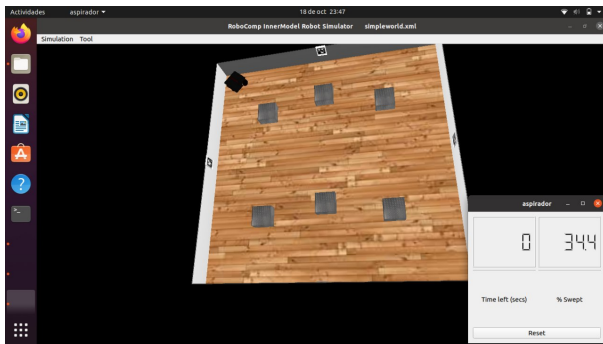 Actividades
aspirador
18 de oct 23:47
RoboComp InnerModel Robot Simulator simpleworld.xml
Simulation Tool
aspirador
0
34.4
Time left (secs)
% Swept
Reset